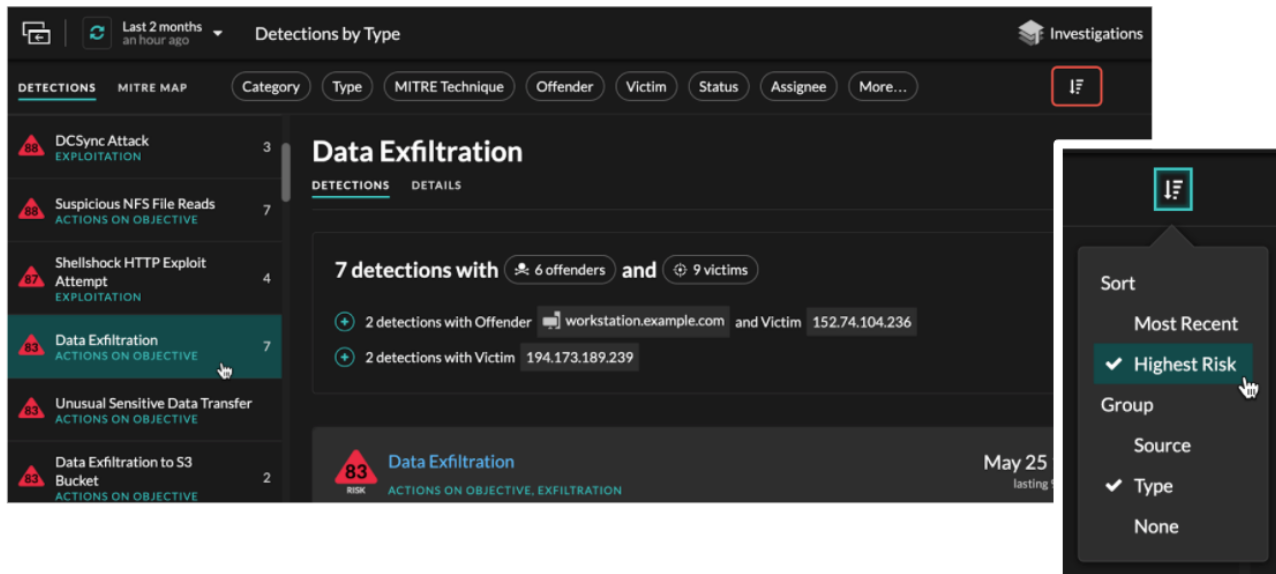 Last 2 months
an hour ago
Detections by Type
Investigations
DETECTIONS MITRE MAP
Category Type MITRE Technique Offender Victim Status Assignee More...
88 DCSync Attack 3
EXPLOITATION
88 Suspicious NFS File Reads 7
ACTIONS ON OBJECTIVE
87 Shellshock HTTP Exploit
Attempt 4
EXPLOITATION
83 Data Exfiltration 7
ACTIONS ON OBJECTIVE
83 Unusual Sensitive Data Transfer
ACTIONS ON OBJECTIVE
83 Data Exfiltration to S3
Bucket 2
ACTIONS ON OBJECTIVE
Data Exfiltration
DETECTIONS DETAILS
7 detections with 6 offenders and 9 victims
2 detections with Offender workstation.example.com and Victim 152.74.104.236
2 detections with Victim 194.173.189.239
83 Data Exfiltration May 25
RISK ACTIONS ON OBJECTIVE, EXFILTRATION lasting
Sort
Most Recent
Highest Risk
Group
Source
Type
None